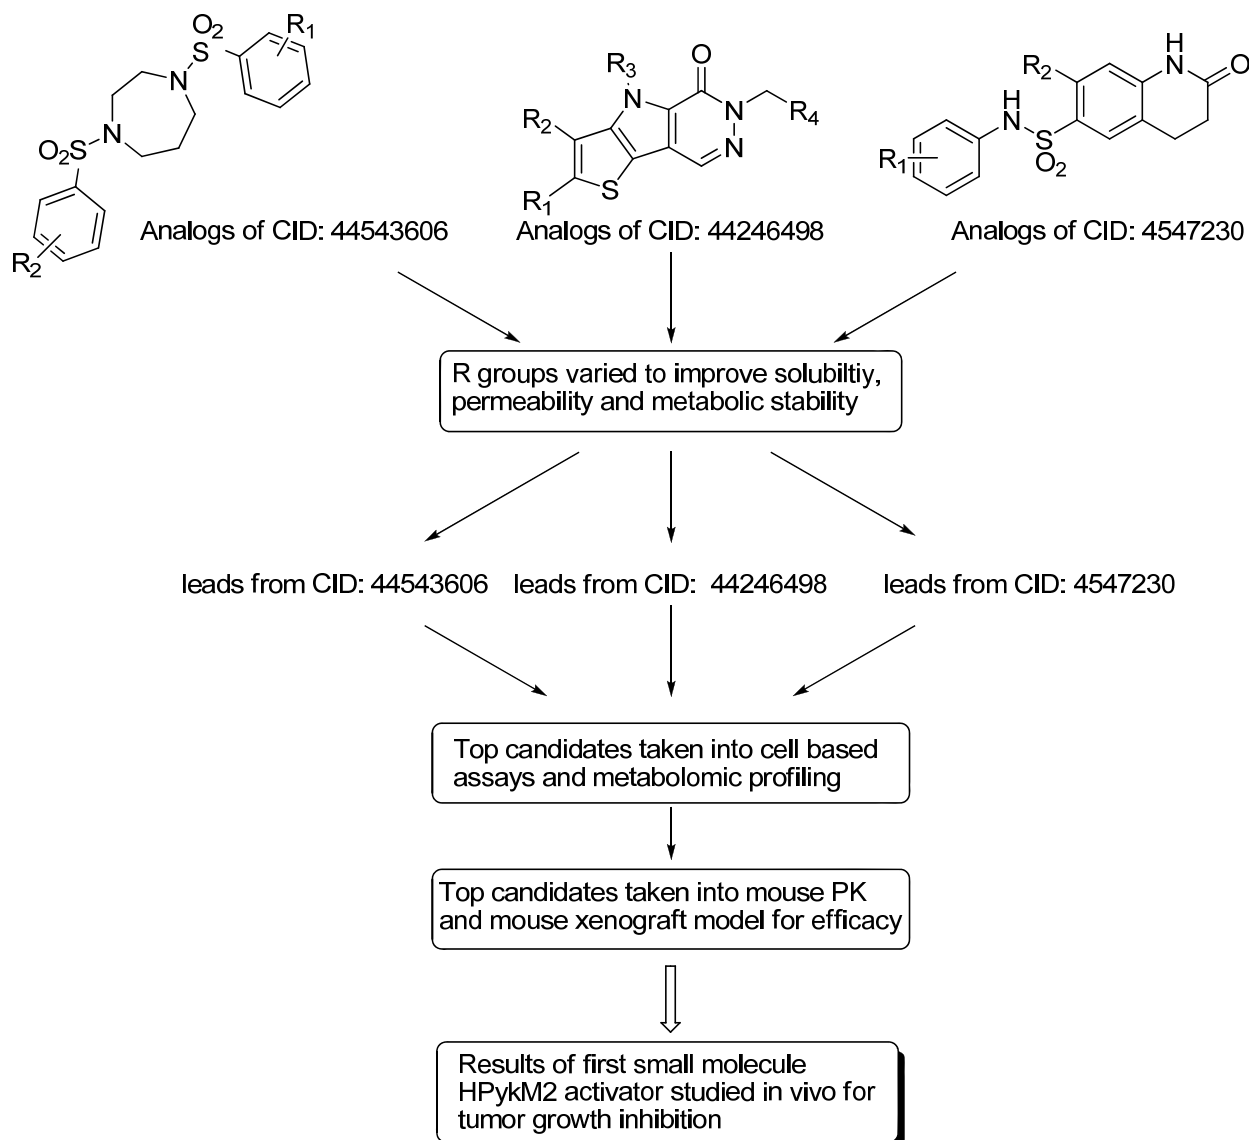 O2
S
R1
N
N
O2S
R2
R3
O
N
N
R4
R2
N
S
R1
H
N
O
R2
H
N
S
O2
R1
Analogs of CID: 44543606
Analogs of CID: 44246498
Analogs of CID: 4547230
R groups varied to improve solubiltiy,
permeability and metabolic stability
leads from CID: 44543606
leads from CID: 44246498
leads from CID: 4547230
Top candidates taken into cell based
assays and metabolomic profiling
Top candidates taken into mouse PK
and mouse xenograft model for efficacy
Results of first small molecule
HPykM2 activator studied in vivo for
tumor growth inhibition